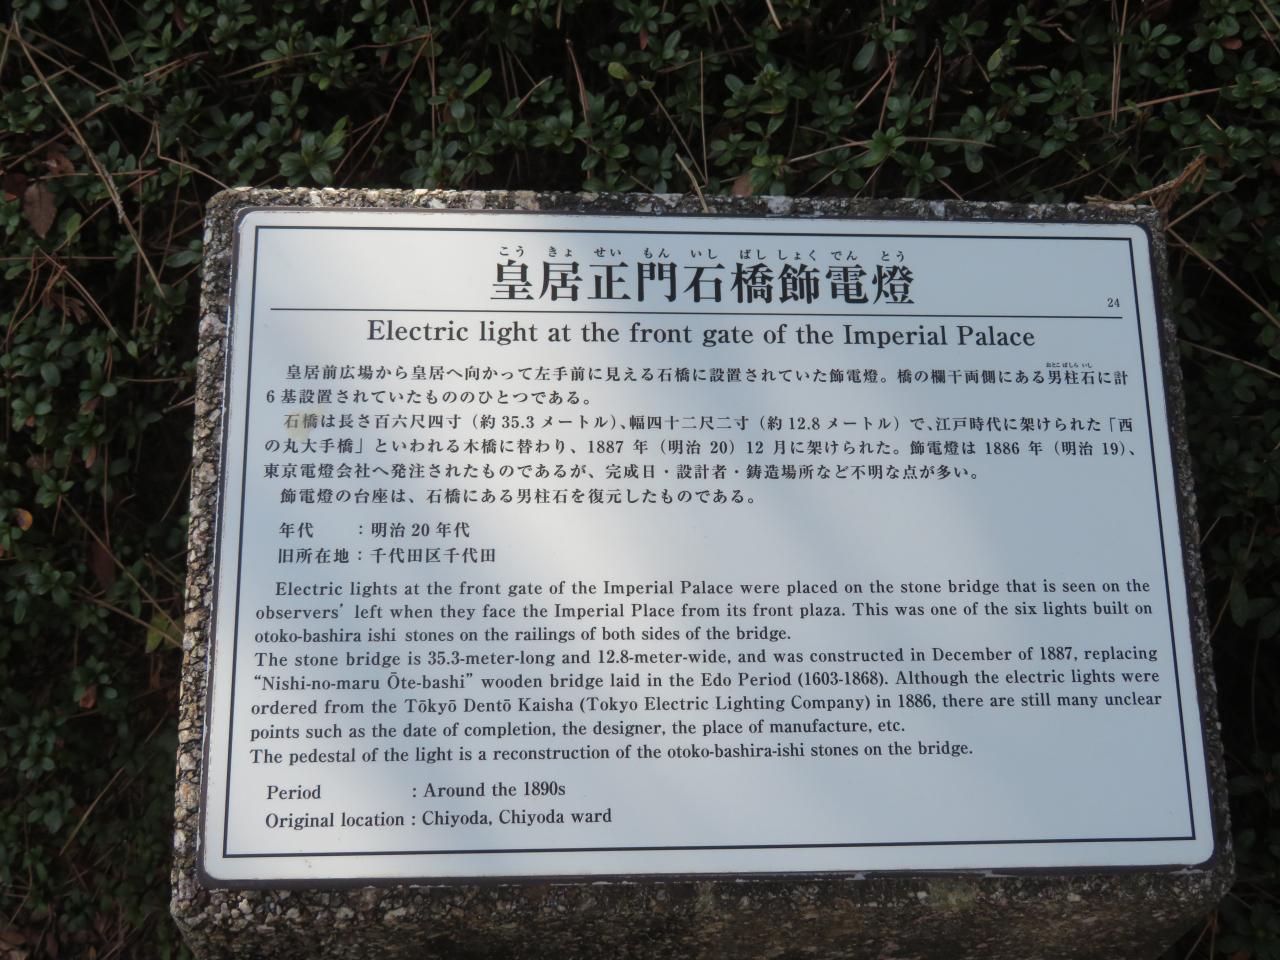 こう きょ せい もん いし ばし しょく でん とう
皇居正門石橋飾電燈
24
Electric light at the front gate of the Imperial Palace
皇居前広場から皇居へ向かって左手前に見える石橋に設置されていた飾電燈。橋の欄干両側にある男柱石に計
おとこばしら いし
6 基設置されていたもののひとつである。
石橋は長さ百六尺四寸（約 35.3 メートル）、幅四十二尺二寸（約 12.8 メートル）で、江戸時代に架けられた「西
の丸大手橋」といわれる木橋に替わり、1887 年（明治 20）12 月に架けられた。飾電燈は 1886 年（明治 19）、
東京電燈会社へ発注されたものであるが、完成日・設計者・鋳造場所など不明な点が多い。
飾電燈の台座は、石橋にある男柱石を復元したものである。
年代　：明治 20 年代
旧所在地：千代田区千代田
Electric lights at the front gate of the Imperial Palace were placed on the stone bridge that is seen on the
observers' left when they face the Imperial Place from its front plaza. This was one of the six lights built on
otoko-bashira ishi stones on the railings of both sides of the bridge.
The stone bridge is 35.3-meter-long and 12.8-meter-wide, and was constructed in December of 1887, replacing
"Nishi-no-maru Ōte-bashi" wooden bridge laid in the Edo Period (1603-1868). Although the electric lights were
ordered from the Tōkyō Dentō Kaisha (Tokyo Electric Lighting Company) in 1886, there are still many unclear
points such as the date of completion, the designer, the place of manufacture, etc.
The pedestal of the light is a reconstruction of the otoko-bashira-ishi stones on the bridge.
Period : Around the 1890s
Original location : Chiyoda, Chiyoda ward